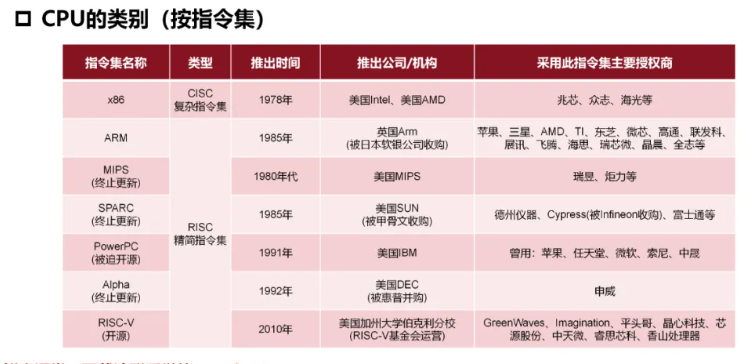 CPU的类别（按指令集）
指令集名称 类型 推出时间 推出公司/机构 采用此指令集主要授权商
x86 CISC 复杂指令集 1978年 美国Intel、美国AMD 兆芯、众志、海光等
ARM 1985年 英国Arm 苹果、三星、AMD、TI、东芝、微芯、高通、联发科、
(被日本软银公司收购) 展讯、飞腾、海思、瑞芯微、晶晨、全志等
MIPS
(终止更新) 1980年代 美国MIPS 瑞昱、炬力等
SPARC
(终止更新) 1985年 美国SUN
(被甲骨文收购) 德州仪器、Cypress(被Infineon收购)、富士通等
RISC
精简指令集
PowerPC
(被迫开源) 1991年 美国IBM 曾用：苹果、任天堂、微软、索尼、中晟
Alpha
(终止更新) 1992年 美国DEC
(被惠普并购) 申威
RISC-V
(开源) 2010年 美国加州大学伯克利分校
(RISC-V基金会运营) GreenWaves、Imagination、平头哥、晶心科技、芯
源股份、中天微、睿思芯科、香山处理器